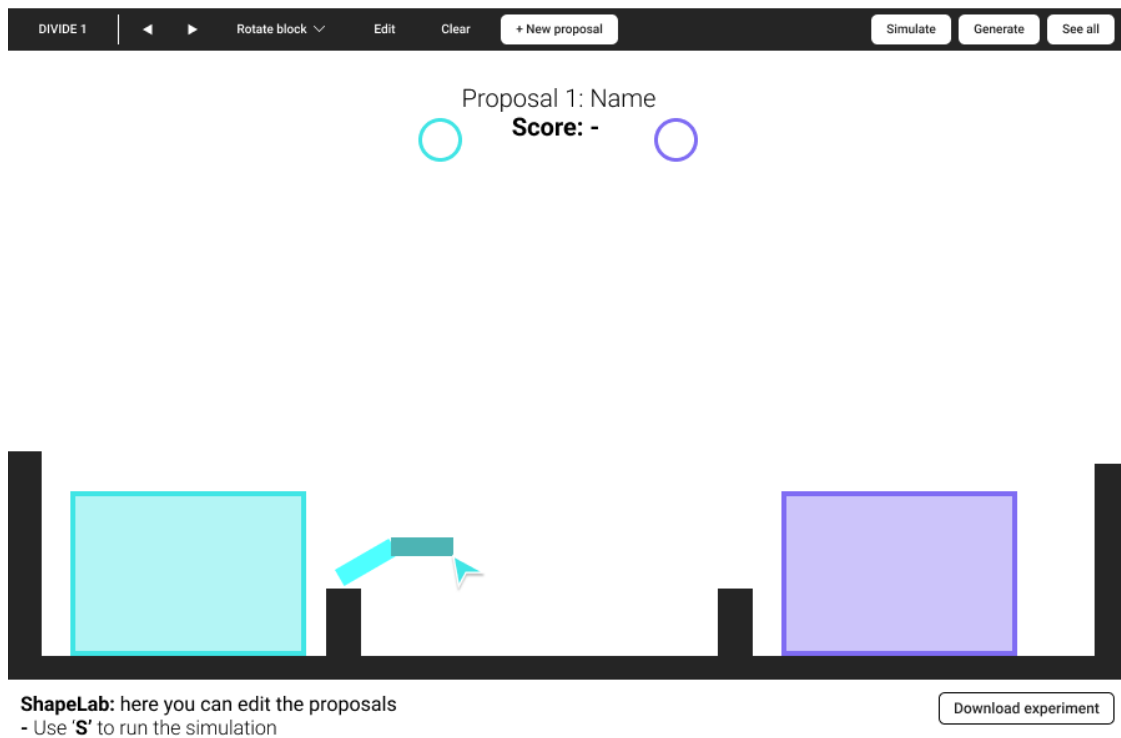 DIVIDE 1
Rotate block
Edit
Clear
+ New proposal
Simulate
Generate
See all
Proposal 1: Name
Score: -
ShapeLab: here you can edit the proposals
- Use ‘S’ to run the simulation
Download experiment